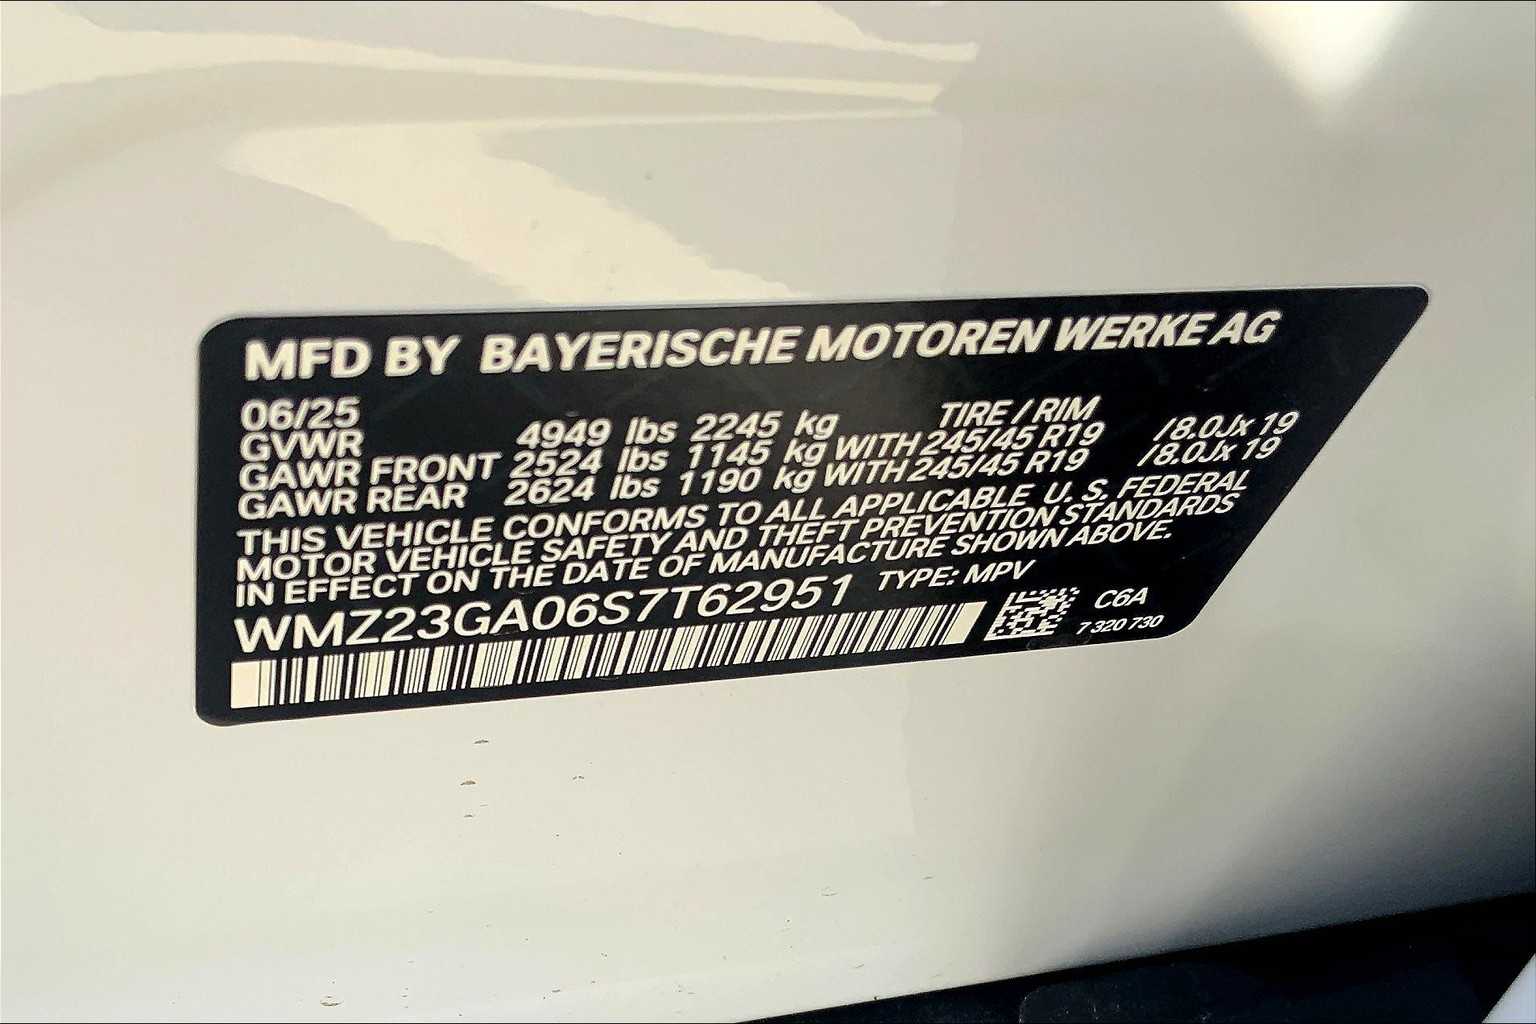 MFD BY BAYERISCHE MOTOREN WERKE AG
06/25 TIRE / RIM
GVWR 4949 lbs 2245 kg
GAWR FRONT 2524 lbs 1145 kg WITH 245/45 R19 /8.0Jx 19
GAWR REAR 2624 lbs 1190 kg WITH 245/45 R19 /8.0Jx 19
THIS VEHICLE CONFORMS TO ALL APPLICABLE U. S. FEDERAL
MOTOR VEHICLE SAFETY AND THEFT PREVENTION STANDARDS
IN EFFECT ON THE DATE OF MANUFACTURE SHOWN ABOVE.
WMZ23GA06S7T62951 TYPE: MPV
C6A
7 320 730